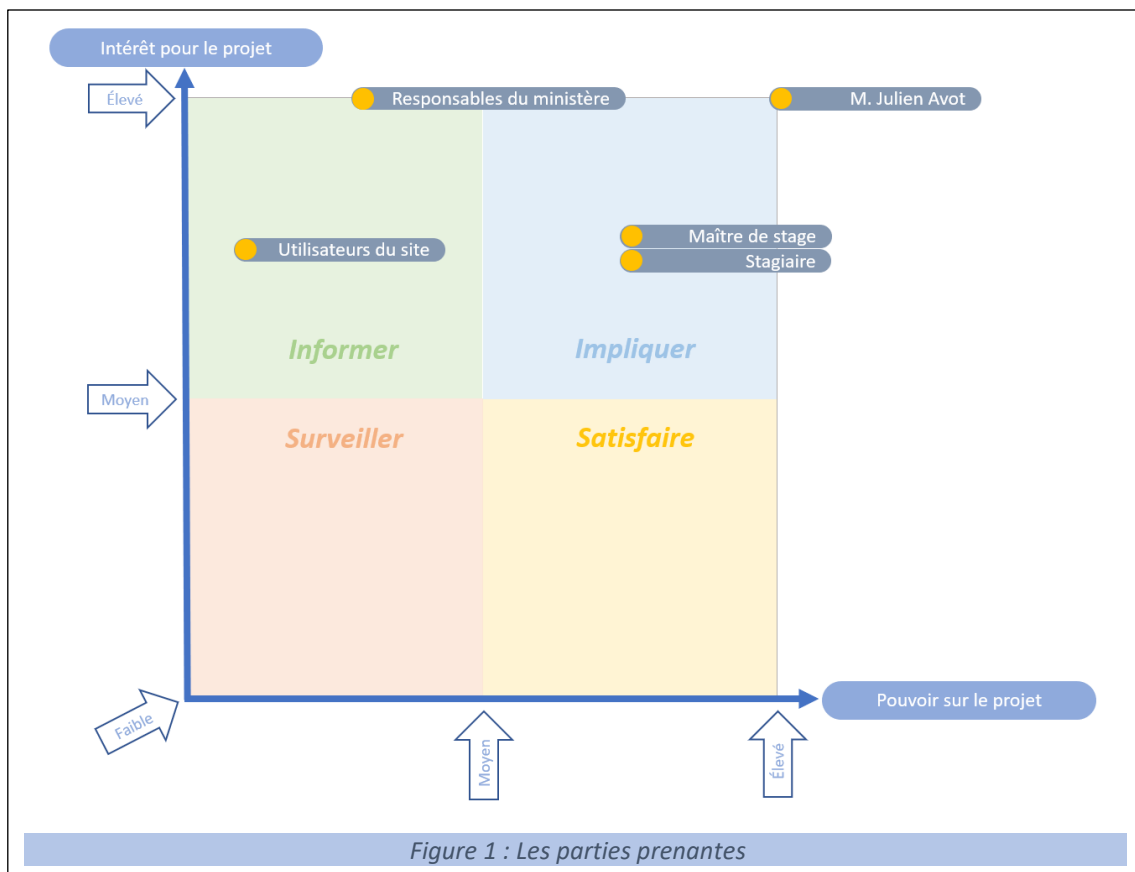 Intérêt pour le projet
Élevé
Responsables du ministère
M. Julien Avot
Maître de stage
Utilisateurs du site
Stagiaire
Informer
Impliquer
Moyen
Surveiller
Satisfaire
Faible
Pouvoir sur le projet
Moyen
Élevé
Figure 1 : Les parties prenantes